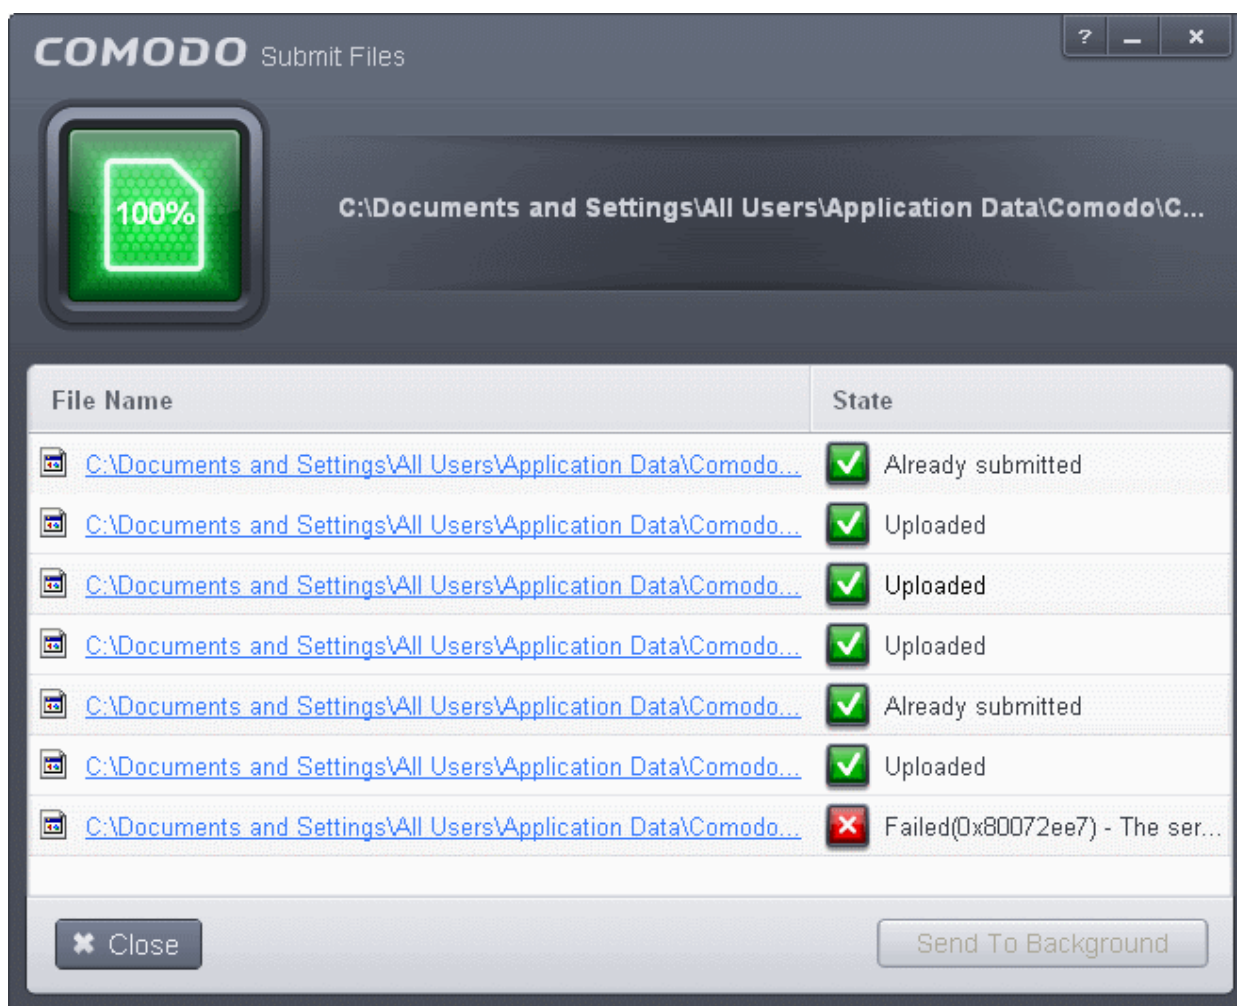 COMODO Submit Files
? – ×
100%
C:\Documents and Settings\All Users\Application Data\Comodo\C...
File Name State
C:\Documents and Settings\All Users\Application Data\Comodo... Already submitted
C:\Documents and Settings\All Users\Application Data\Comodo... Uploaded
C:\Documents and Settings\All Users\Application Data\Comodo... Uploaded
C:\Documents and Settings\All Users\Application Data\Comodo... Uploaded
C:\Documents and Settings\All Users\Application Data\Comodo... Already submitted
C:\Documents and Settings\All Users\Application Data\Comodo... Uploaded
C:\Documents and Settings\All Users\Application Data\Comodo... Failed(0x80072ee7) - The ser...
Close Send To Background